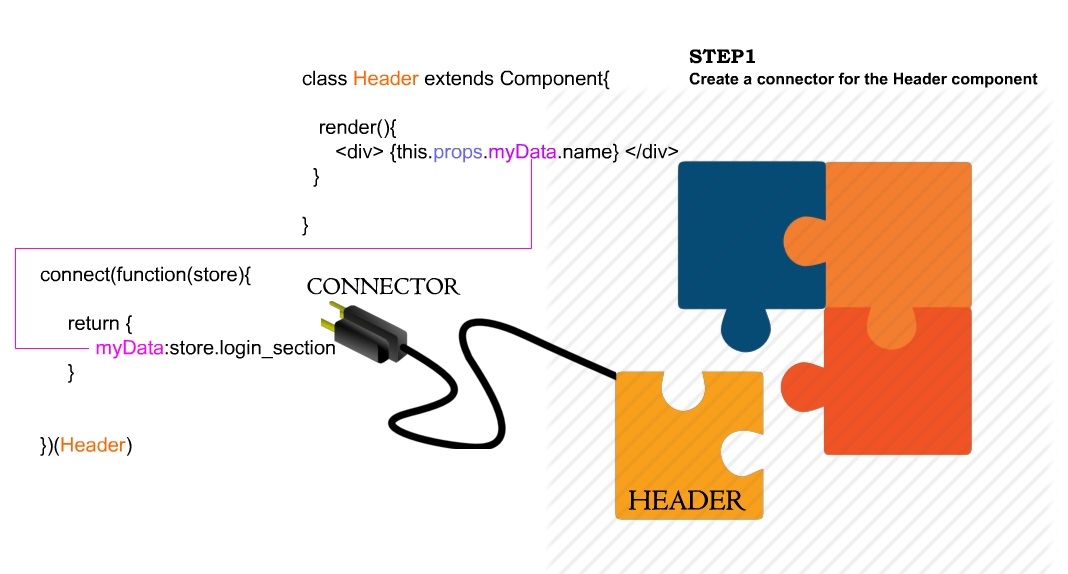 STEP1
Create a connector for the Header component
class Header extends Component{
render(){
<div> {this.props.myData.name} </div>
}
}
connect(function(store){
return {
myData:store.login_section
}
})(Header)
CONNECTOR
HEADER